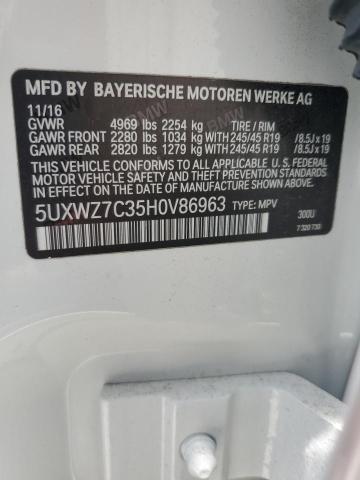 MFD BY BAYERISCHE MOTOREN WERKE AG
11/16
GVWR 4969 lbs 2254 kg TIRE / RIM
GAWR FRONT 2280 lbs 1034 kg WITH 245/45 R19 /8.5J x 19
GAWR REAR 2820 lbs 1279 kg WITH 245/45 R19 /8.5J x 19
THIS VEHICLE CONFORMS TO ALL APPLICABLE U.S. FEDERAL
MOTOR VEHICLE SAFETY STANDARDS IN EFFECT
ON THE DATE OF MANUFACTURE SHOWN ABOVE.
5UXWZ7C35H0V86963 TYPE: MPV 300U
7 320 730